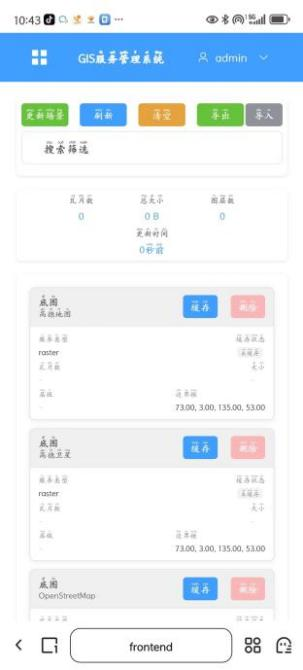 10:43
5G
GIS服务管理系统
admin
更新场景 刷新 清空 导出 导入
搜索筛选
瓦片数 总大小 图层数
0 0 B 0
更新时间
0秒前
底图
高德地图
缓存 删除
服务类型 缓存状态
raster 未缓存
瓦片数 大小
- -
层级 边界框
- 73.00, 3.00, 135.00, 53.00
底图
高德卫星
缓存 删除
服务类型 缓存状态
raster 未缓存
瓦片数 大小
- -
层级 边界框
- 73.00, 3.00, 135.00, 53.00
底图
OpenStreetMap
缓存 删除
frontend